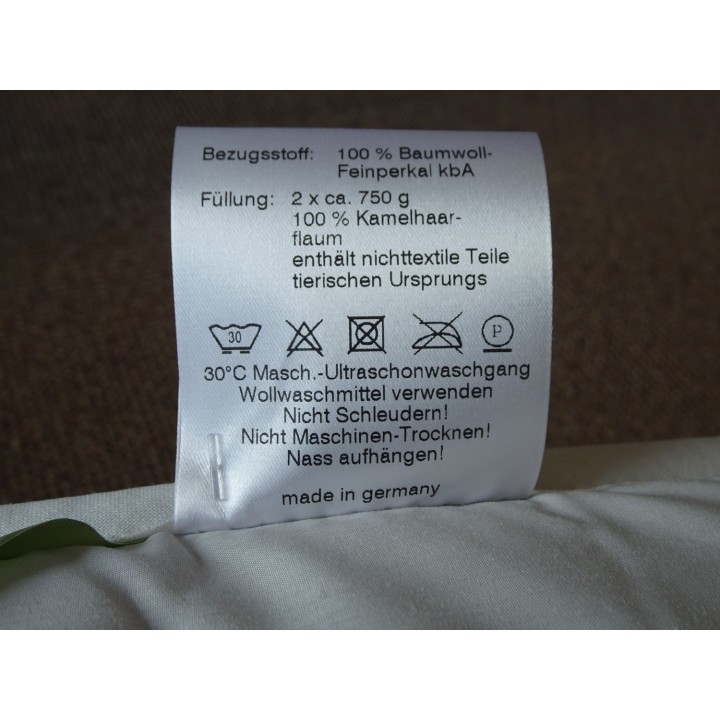 Bezugsstoff: 100 % Baumwoll-
Feinperkal kbA
Füllung: 2 x ca. 750 g
100 % Kamelhaar-
flaum
enthält nichttextile Teile
tierischen Ursprungs
30 P
30°C Masch.-Ultraschonwaschgang
Wollwaschmittel verwenden
Nicht Schleudern!
Nicht Maschinen-Trocknen!
Nass aufhängen!
made in germany